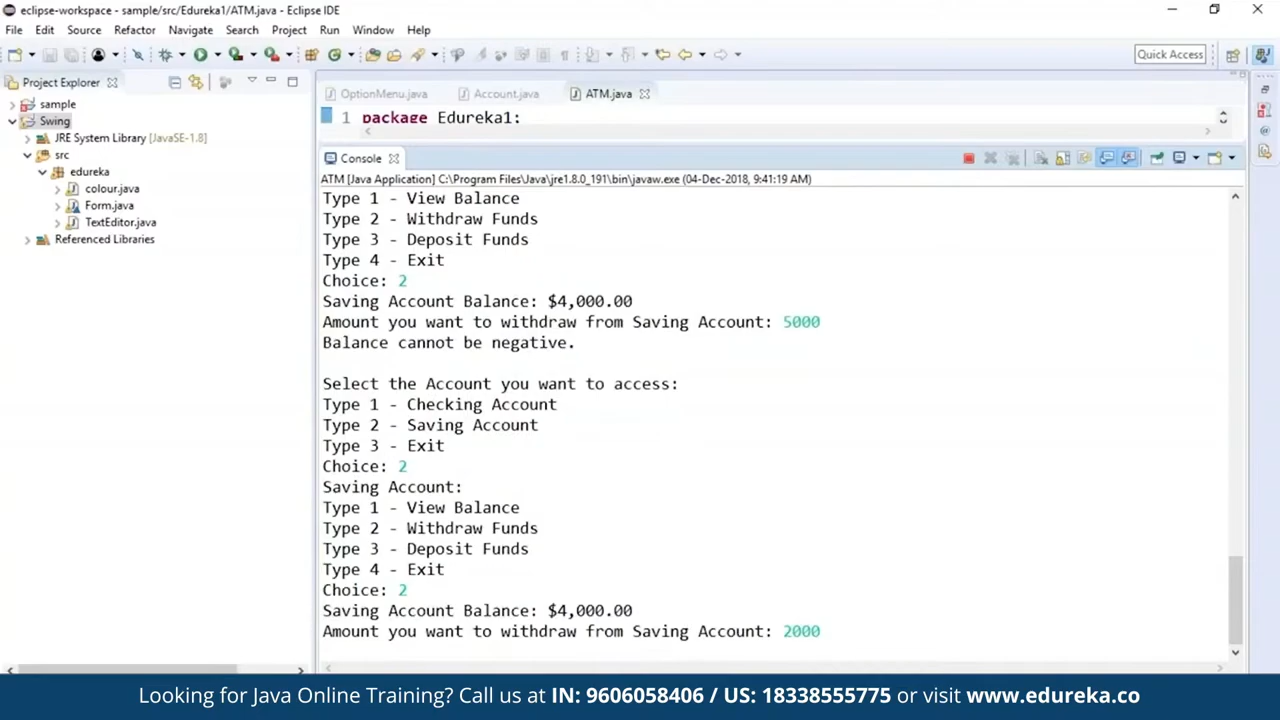 eclipse-workspace - sample/src/Edureka1/ATM.java - Eclipse IDE
File Edit Source Refactor Navigate Search Project Run Window Help
Quick Access
Project Explorer
OptionMenu.java Account.java ATM.java
sample
Swing
JRE System Library [JavaSE-1.8]
src
edureka
colour.java
Form.java
TextEditor.java
Referenced Libraries
1 package Edureka1;
Console
ATM [Java Application] C:\Program Files\Java\jre1.8.0_191\bin\javaw.exe (04-Dec-2018, 9:41:19 AM)
Type 1 - View Balance
Type 2 - Withdraw Funds
Type 3 - Deposit Funds
Type 4 - Exit
Choice: 2
Saving Account Balance: $4,000.00
Amount you want to withdraw from Saving Account: 5000
Balance cannot be negative.
Select the Account you want to access:
Type 1 - Checking Account
Type 2 - Saving Account
Type 3 - Exit
Choice: 2
Saving Account:
Type 1 - View Balance
Type 2 - Withdraw Funds
Type 3 - Deposit Funds
Type 4 - Exit
Choice: 2
Saving Account Balance: $4,000.00
Amount you want to withdraw from Saving Account: 2000
Looking for Java Online Training? Call us at IN: 9606058406 / US: 18338555775 or visit www.edureka.co